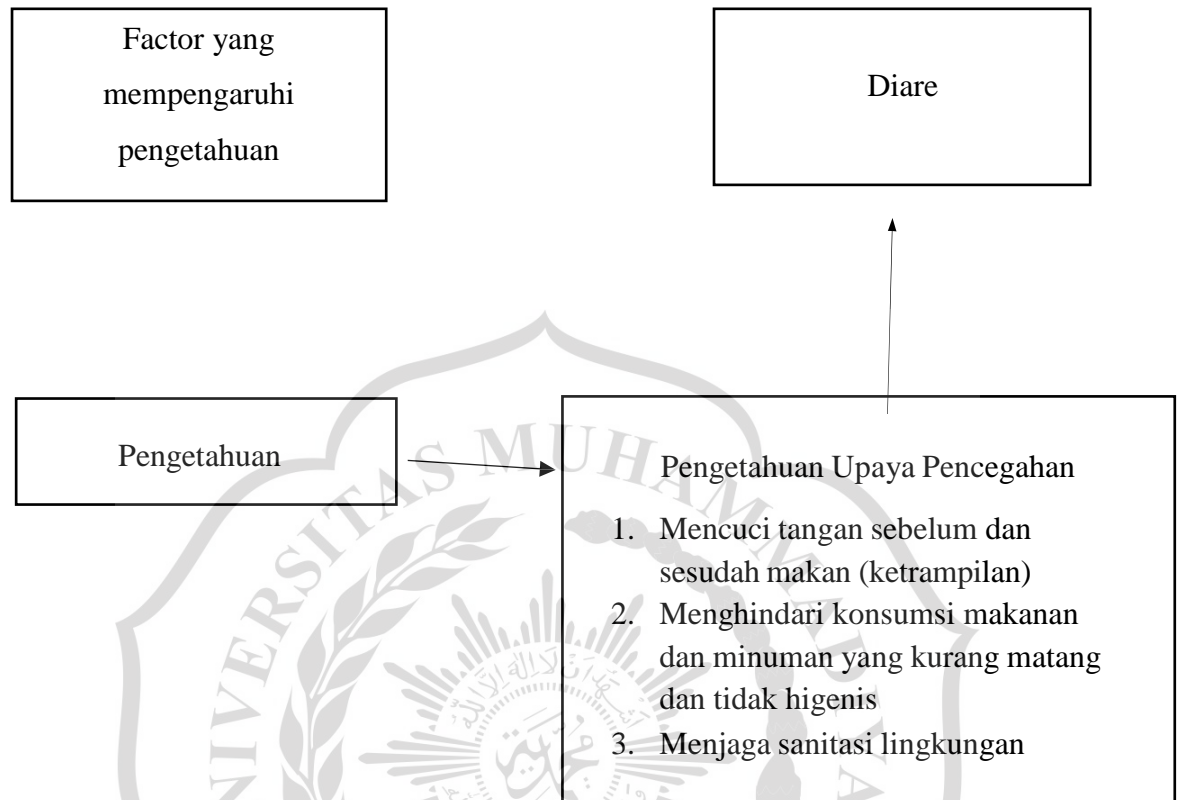 Factor yang
mempengaruhi
pengetahuan
Diare
Pengetahuan
Pengetahuan Upaya Pencegahan
1. Mencuci tangan sebelum dan
sesudah makan (ketrampilan)
2. Menghindari konsumsi makanan
dan minuman yang kurang matang
dan tidak higenis
3. Menjaga sanitasi lingkungan